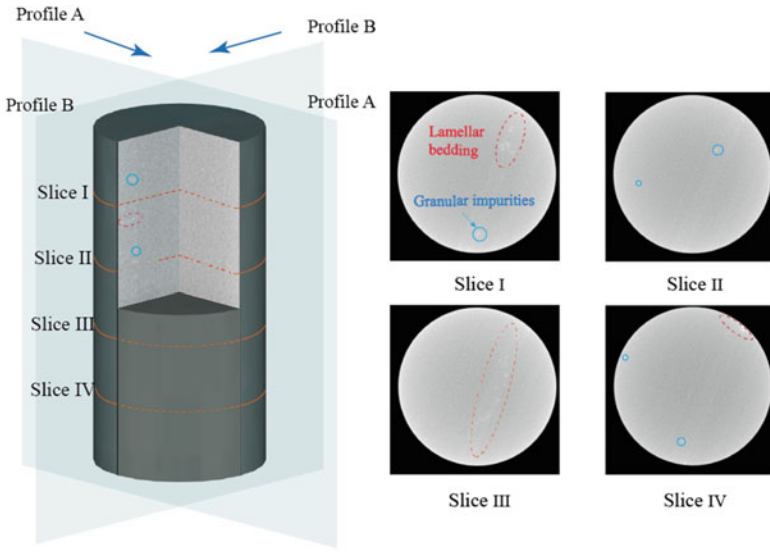 Profile A
Profile B
Profile B
Profile A
Slice I
Slice II
Slice III
Slice IV
Lamellar
bedding
Granular impurities
Slice I
Slice II
Slice III
Slice IV